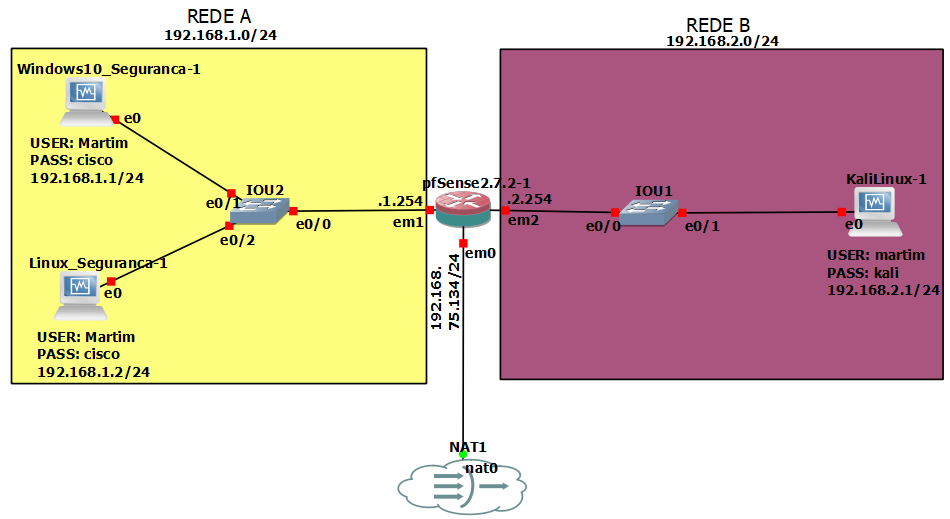 REDE A
192.168.1.0/24
Windows10_Seguranca-1
e0
USER: Martim
PASS: cisco
192.168.1.1/24
IOU2
e0/1
e0/0
e0/2
Linux_Seguranca-1
e0
USER: Martim
PASS: cisco
192.168.1.2/24
pfSense2.7.2-1
.1.254
em1
.2.254
em2
em0
192.168.
75.134/24
NAT1
nat0
REDE B
192.168.2.0/24
IOU1
e0/0
e0/1
KaliLinux-1
e0
USER: martim
PASS: kali
192.168.2.1/24